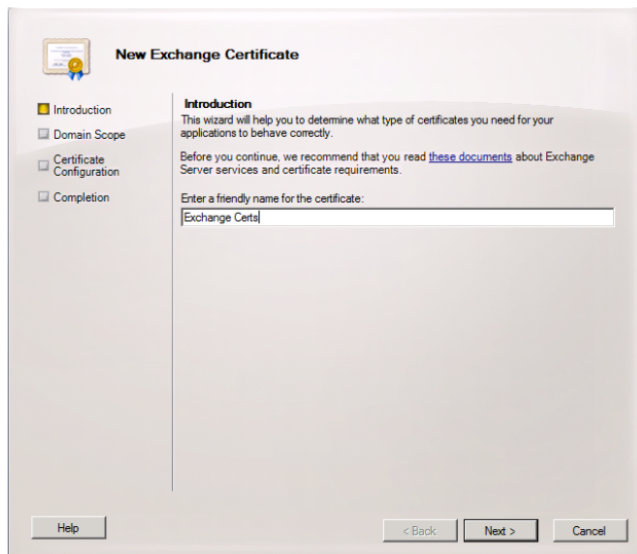 New Exchange Certificate
Introduction
Domain Scope
Certificate
Configuration
Completion
Introduction
This wizard will help you to determine what type of certificates you need for your
applications to behave correctly.
Before you continue, we recommend that you read these documents about Exchange
Server services and certificate requirements.
Enter a friendly name for the certificate:
Exchange Certs
Help
< Back
Next >
Cancel